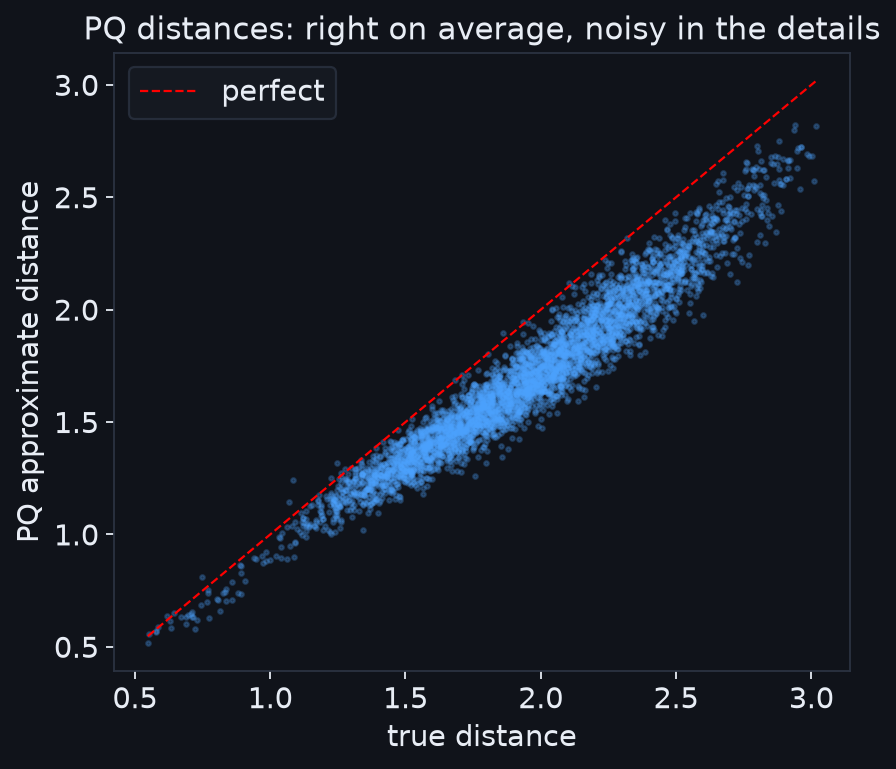 PQ distances: right on average, noisy in the details
perfect
PQ approximate distance
3.0
2.5
2.0
1.5
1.0
0.5
0.5 1.0 1.5 2.0 2.5 3.0
true distance